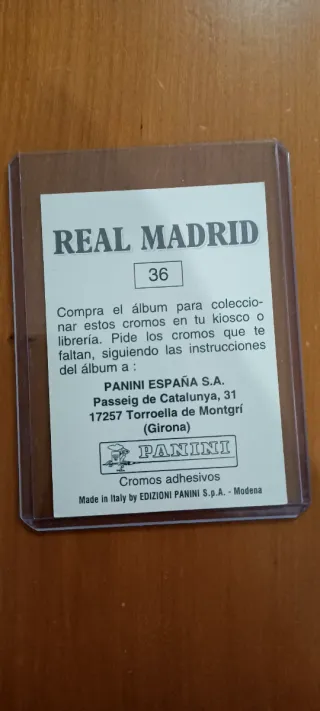 REAL MADRID
36
Compra el álbum para coleccio-
nar estos cromos en tu kiosco o
librería. Pide los cromos que te
faltan, siguiendo las instrucciones
del álbum a :
PANINI ESPAÑA S.A.
Passeig de Catalunya, 31
17257 Torroella de Montgrí
(Girona)
PANINI
Cromos adhesivos
Made in Italy by EDIZIONI PANINI S.p.A. - Modena